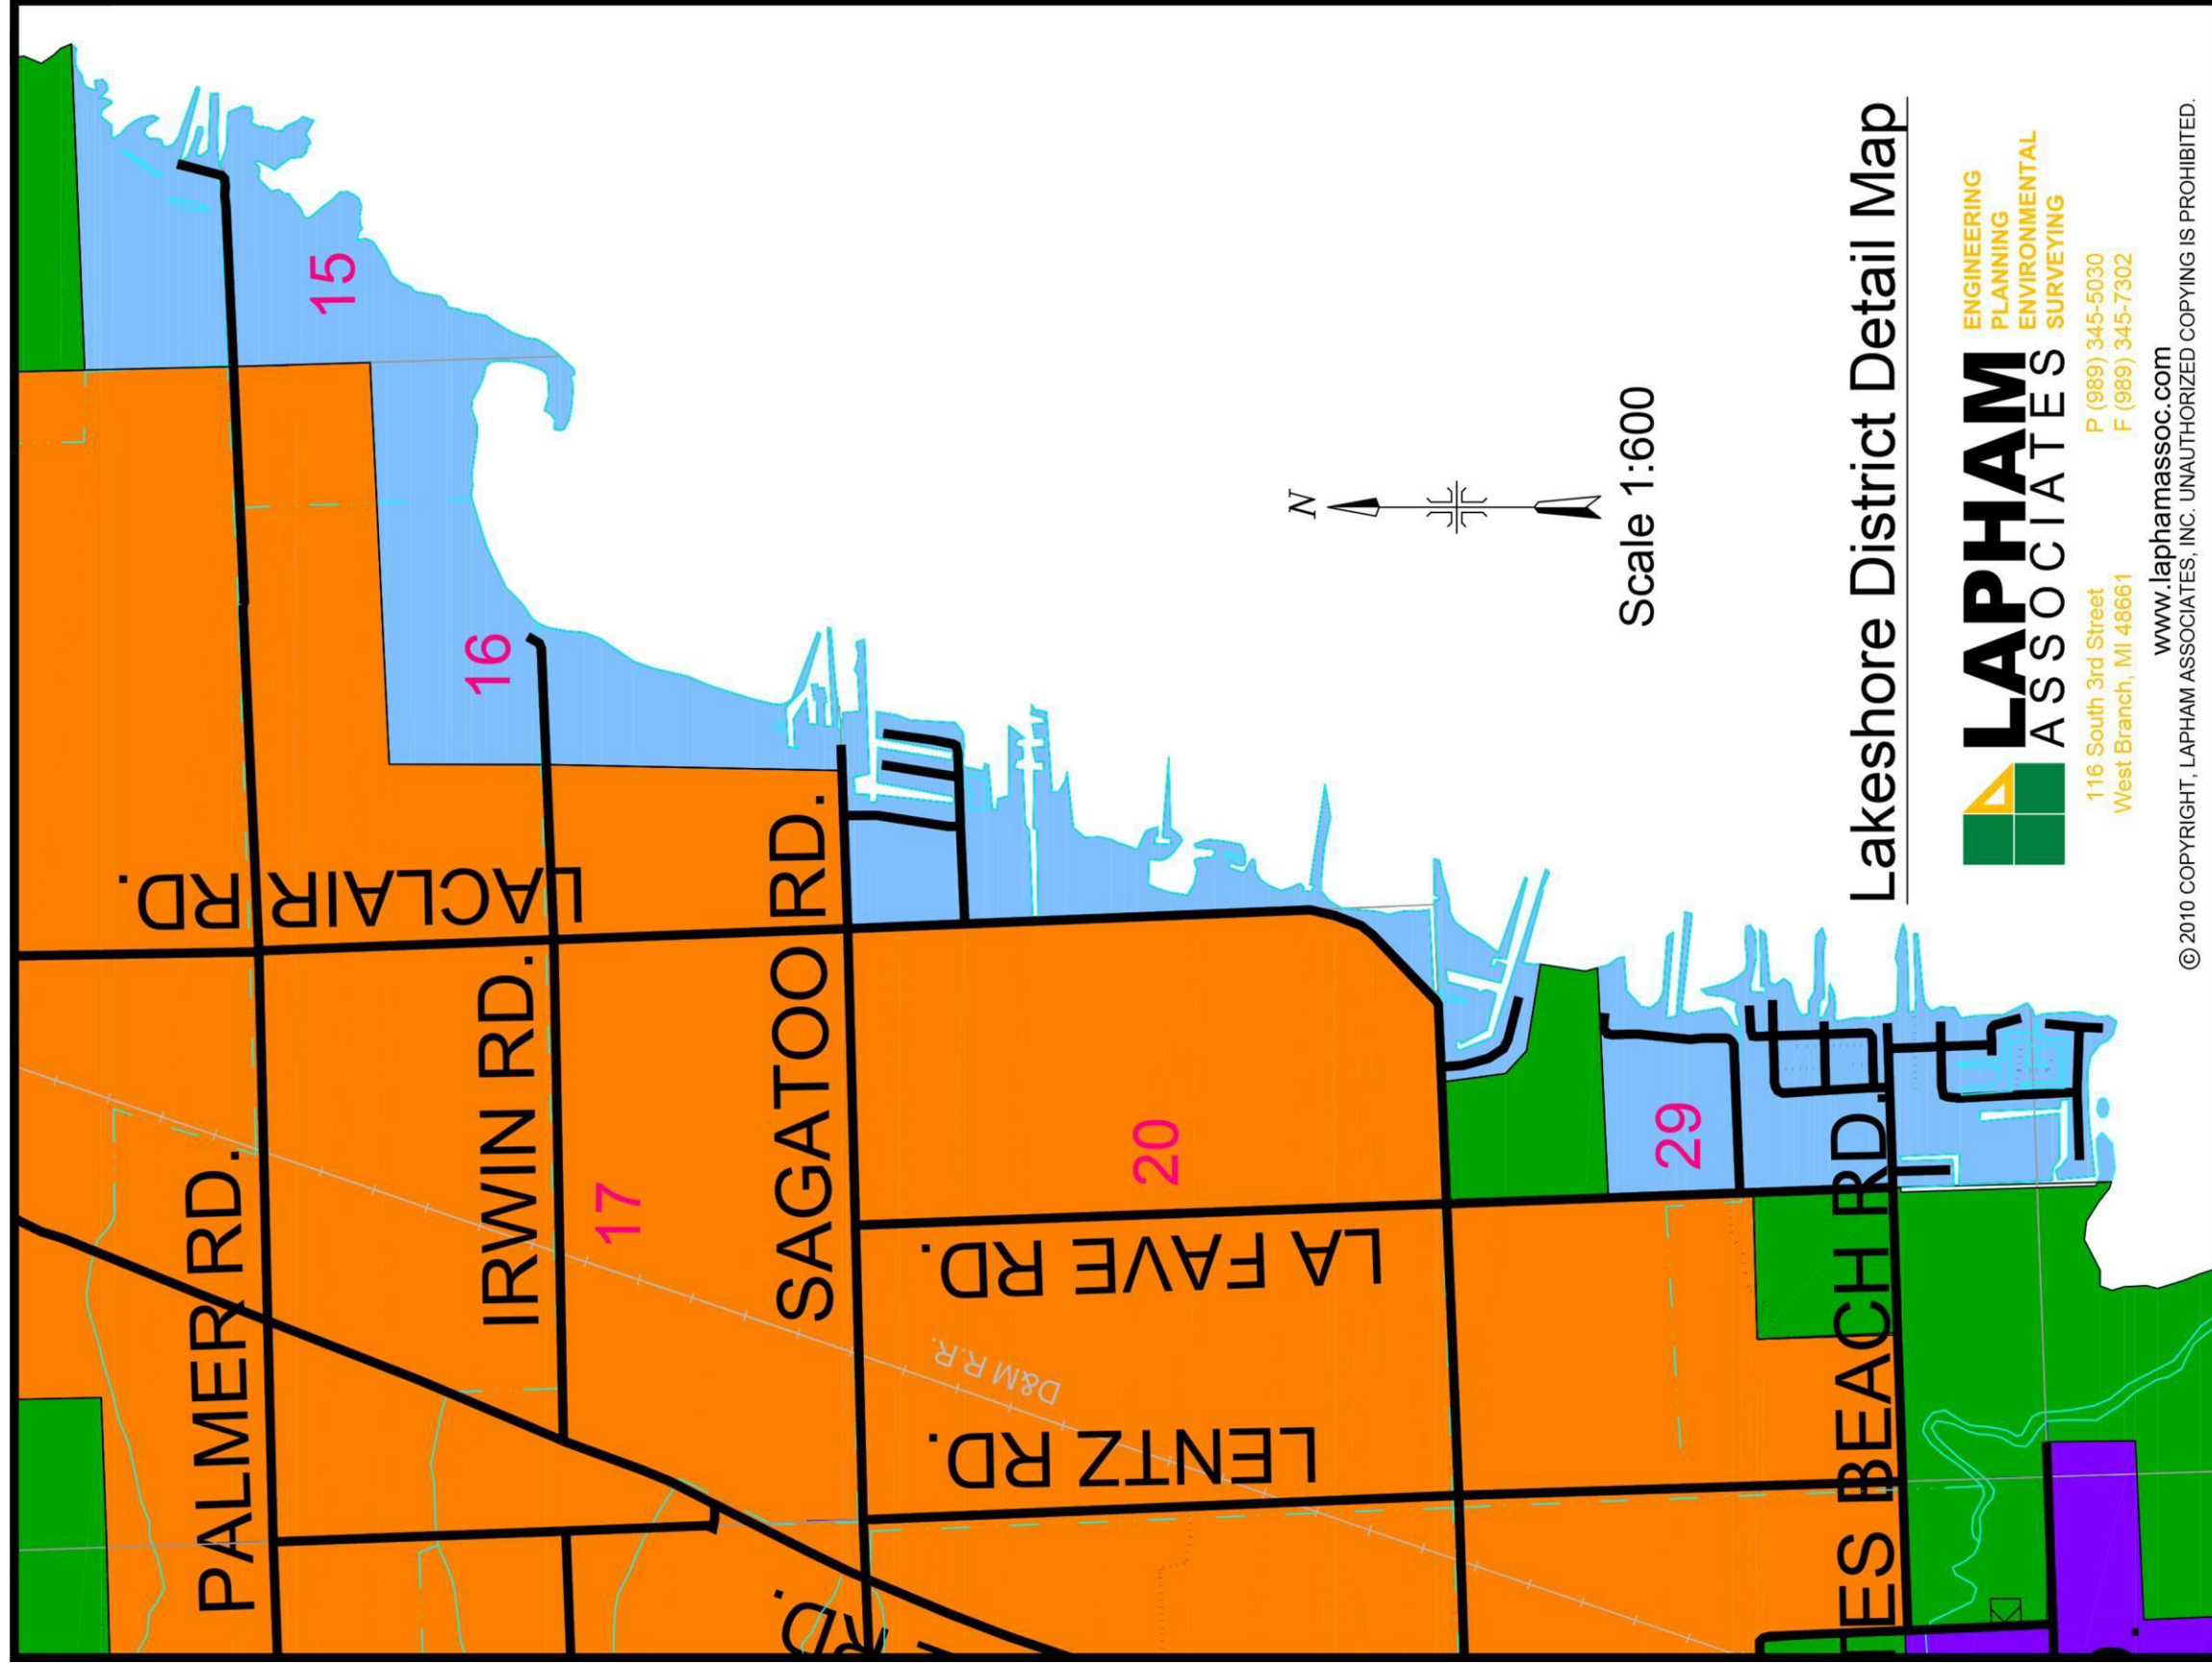 15
16
LACLAIR RD.
PALMER RD.
IRWIN RD.
17
SAGATOO RD.
20
LA FAVE RD.
LENTZ RD.
D&M R.R.
29
ES BEACH RD.
RD.
N
Scale 1:600
Lakeshore District Detail Map
LAPHAM
ASSOCIATES
ENGINEERING
PLANNING
ENVIRONMENTAL
SURVEYING
116 South 3rd Street
West Branch, MI 48661
P (989) 345-5030
F (989) 345-7302
www.laphamassoc.com
© 2010 COPYRIGHT, LAPHAM ASSOCIATES, INC. UNAUTHORIZED COPYING IS PROHIBITED.